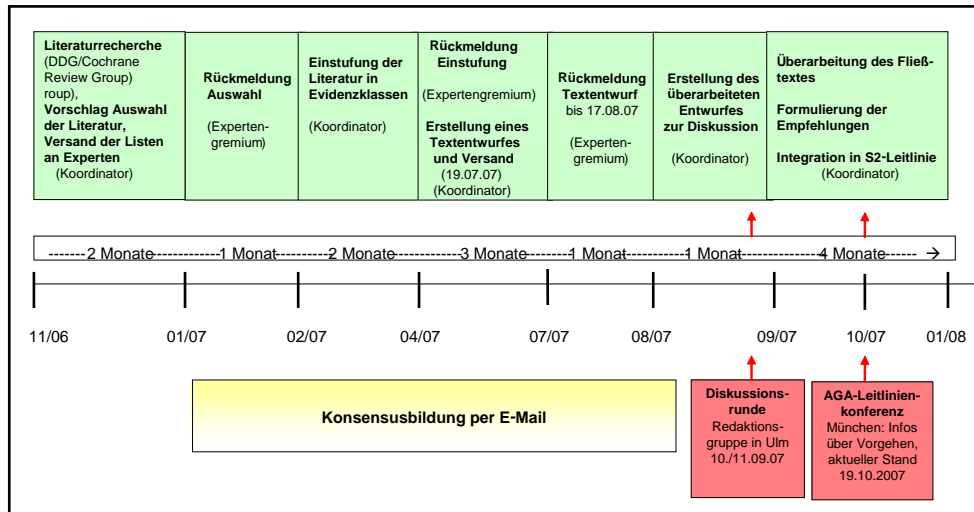 Literaturrecherche
(DDG/Cochrane
Review Group)
roup),
Vorschlag Auswahl
der Literatur,
Versand der Listen
an Experten
(Koordinator)
Rückmeldung
Auswahl
(Experten-
gremium)
Einstufung der
Literatur in
Evidenzklassen
(Koordinator)
Rückmeldung
Einstufung
(Expertengremium)
Erstellung eines
Textentwurfes
und Versand
(19.07.07)
(Koordinator)
Rückmeldung
Textentwurf
bis 17.08.07
(Experten-
gremium)
Erstellung des
überarbeiteten
Entwurfes
zur Diskussion
(Koordinator)
Überarbeitung des Fließ-
textes
Formulierung der
Empfehlungen
Integration in S2-Leitlinie
(Koordinator)
------- 2 Monate------------1 Monat--------2 Monate------------3 Monate---------1 Monat-----------1 Monat--------------4 Monate------ →
11/06 01/07 02/07 04/07 07/07 08/07 09/07 10/07 01/08
Konsensusbildung per E-Mail
Diskussions-
runde
Redaktions-
gruppe in Ulm
10./11.09.07
AGA-Leitlinien-
konferenz
München: Infos
über Vorgehen,
aktueller Stand
19.10.2007